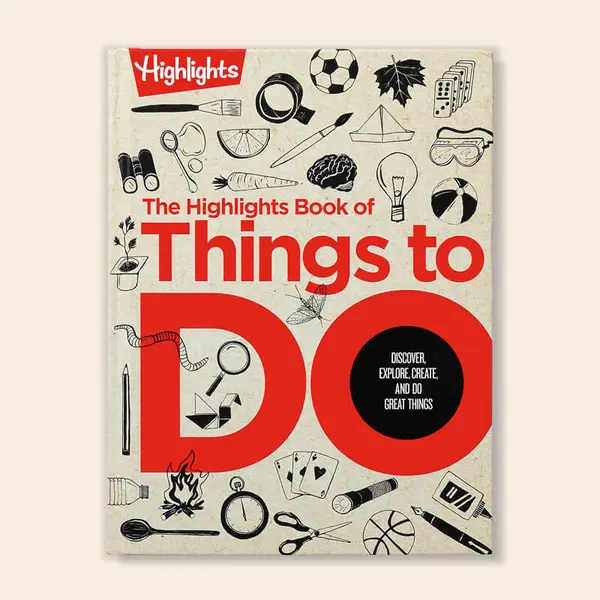 Highlights
The Highlights Book of
Things to
DO
DISCOVER,
EXPLORE, CREATE,
AND DO
GREAT THINGS